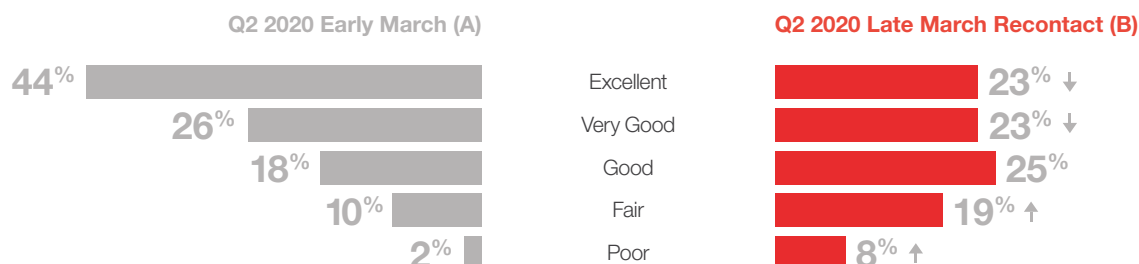 Q2 2020 Early March (A) Q2 2020 Late March Recontact (B)
44% Excellent 23% ↓
26% Very Good 23% ↓
18% Good 25%
10% Fair 19% ↑
2% Poor 8% ↑